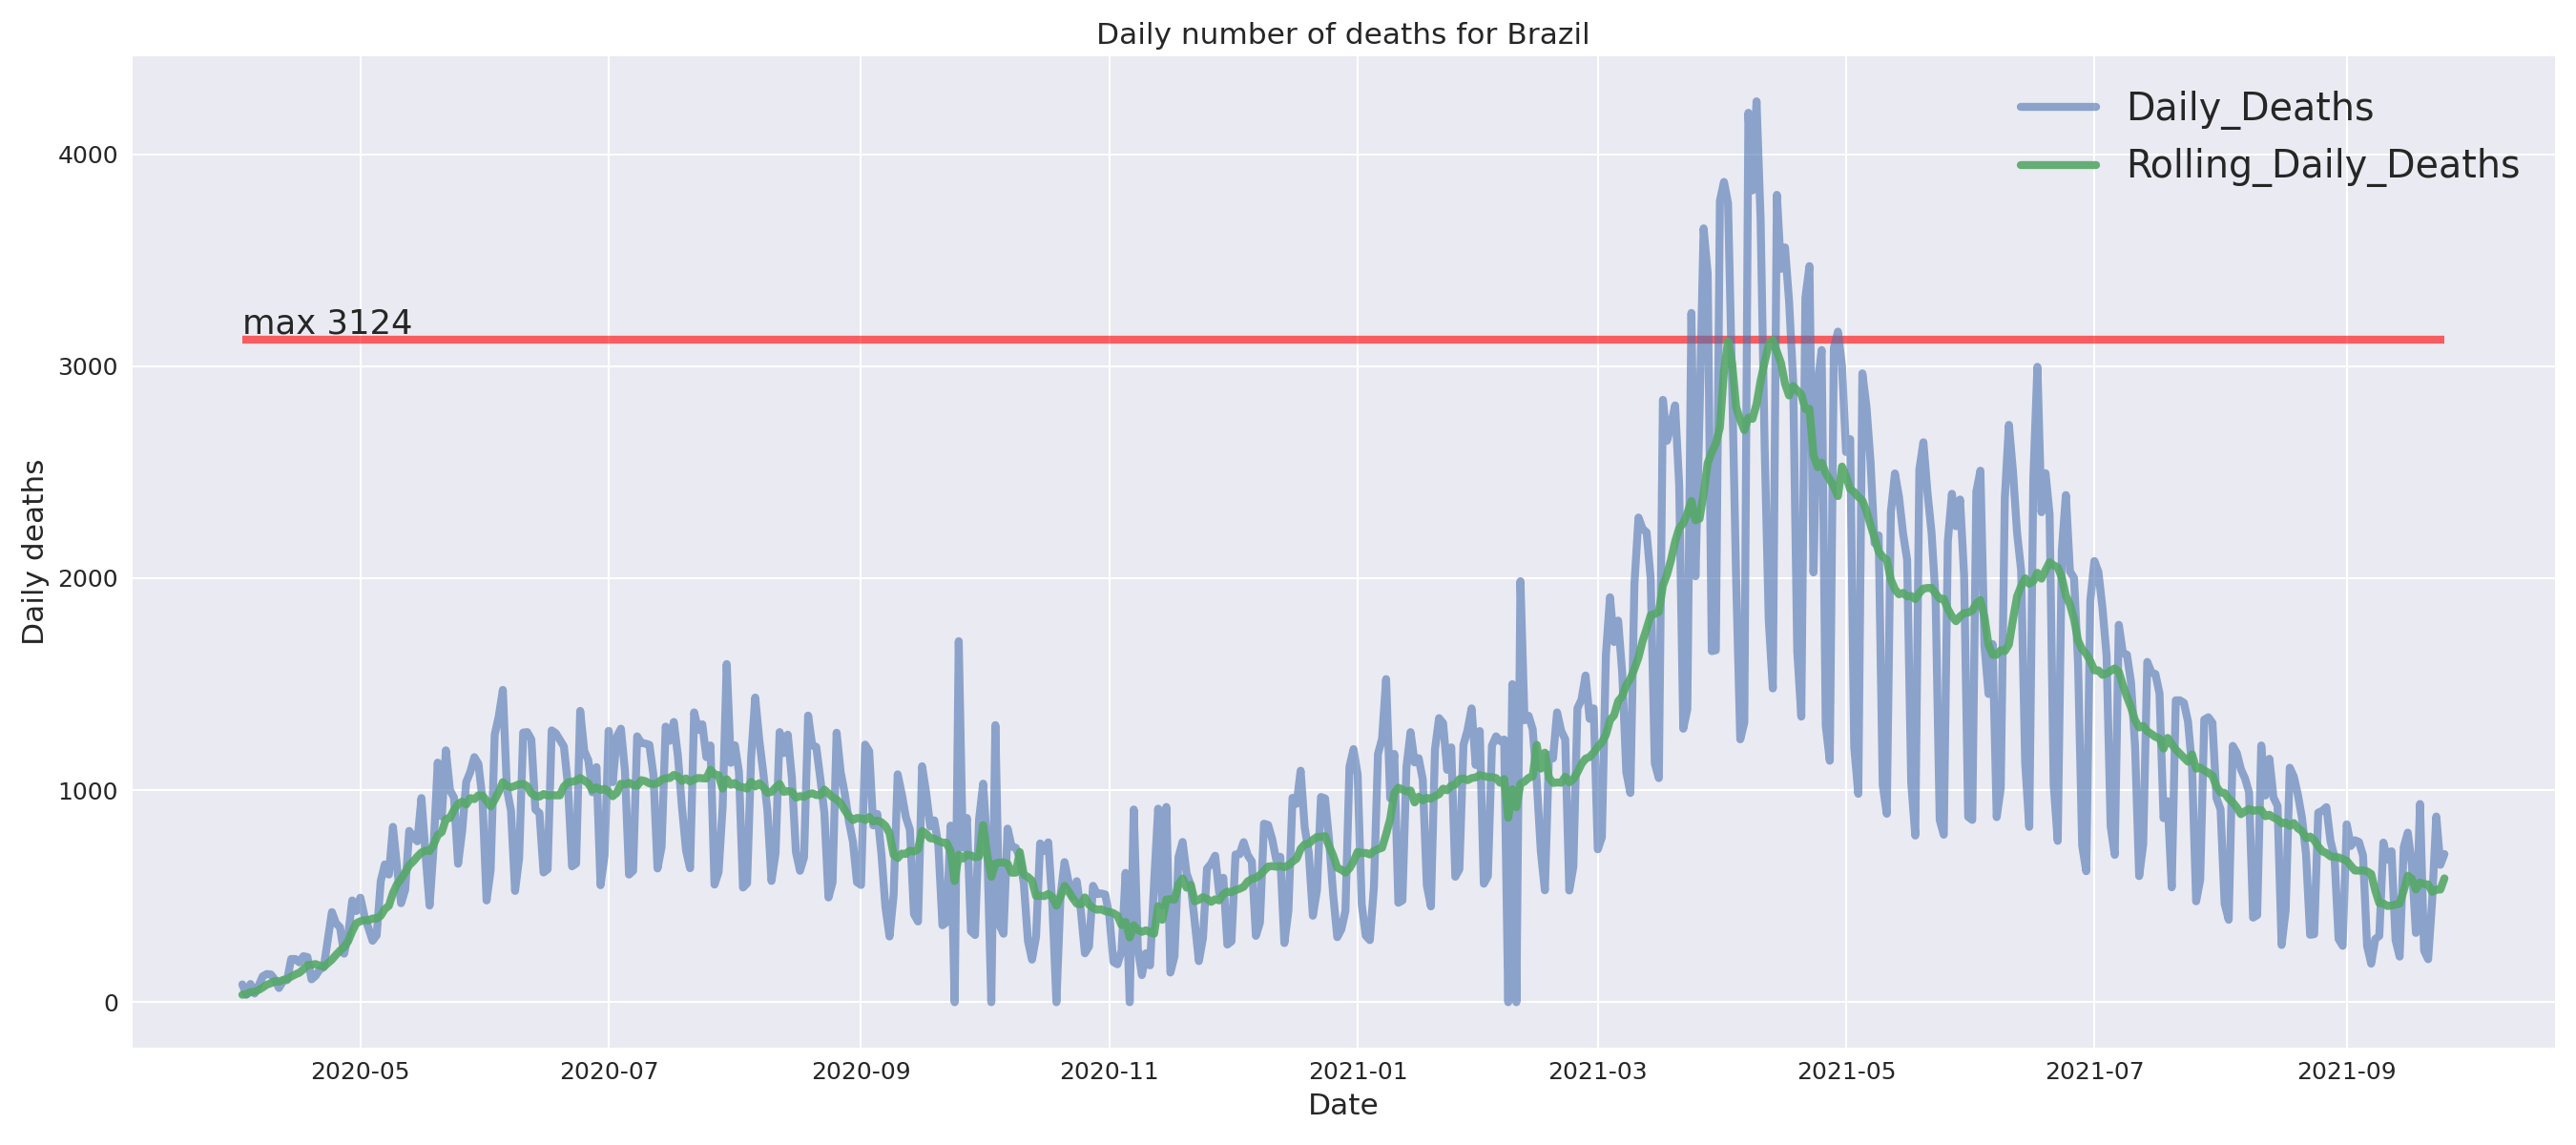 Daily number of deaths for Brazil
Daily_Deaths
Rolling_Daily_Deaths
max 3124
Daily deaths
4000
3000
2000
1000
0
2020-05 2020-07 2020-09 2020-11 2021-01 2021-03 2021-05 2021-07 2021-09
Date